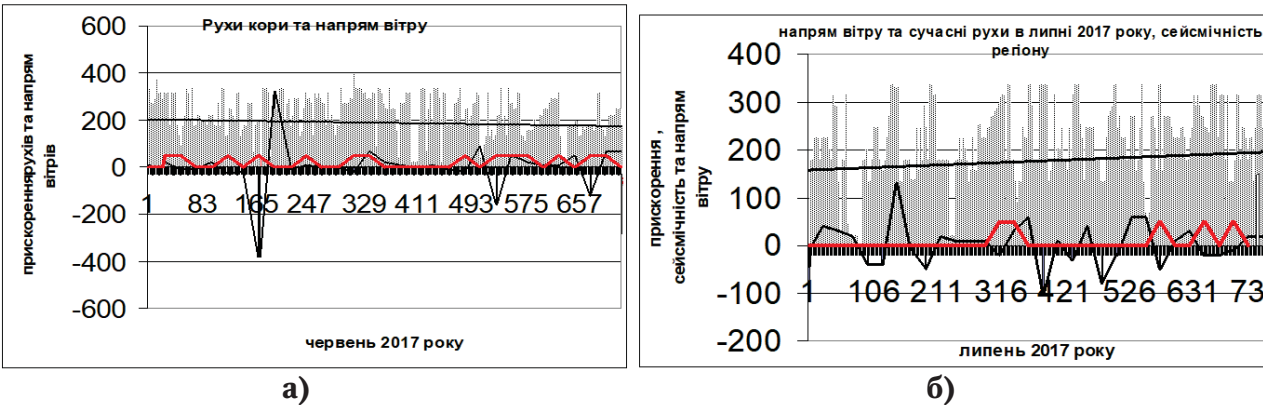 Рухи кори та напрям вітру
600
400
200
0
-200
-400
-600
1 83 165 247 329 411 493 575 657
прискореннярухів та напрям
вітрів
червень 2017 року
а)
напрям вітру та сучасні рухи в липні 2017 року, сейсмічність
регіону
400
300
200
100
0
-100
-200
1 106 211 316 421 526 631 73
прискорення ,
сейсмічність та напрям
вітру
липень 2017 року
б)